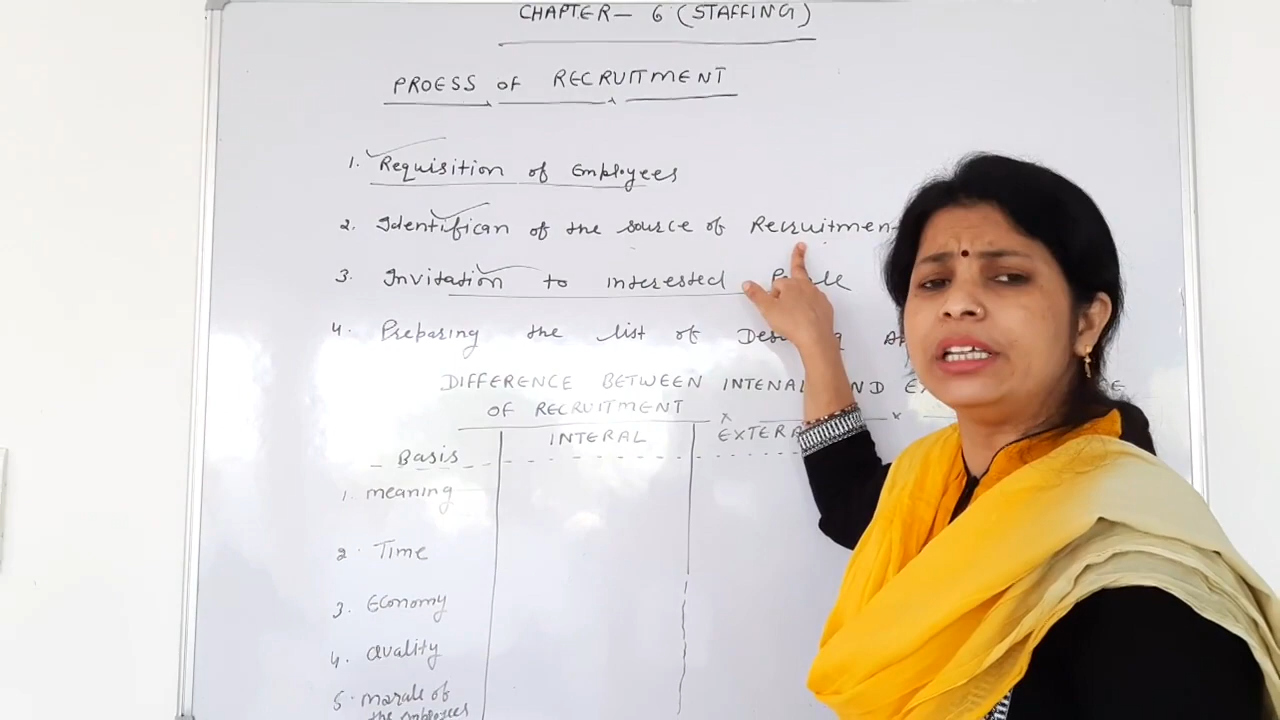 CHAPTER- 6 (STAFFING)
PROESS of RECRUITMENT
1. Requisition of Employees
2. Identifican of the source of Recruitmen
3. Invitation to interested
4. Preparing the list of
DIFFERENCE BETWEEN INTENAL
OF RECRUITMENT
Basis INTERAL EXTERA
1. meaning
2. Time
3. Economy
4. Quality
5. Morale of
the employees